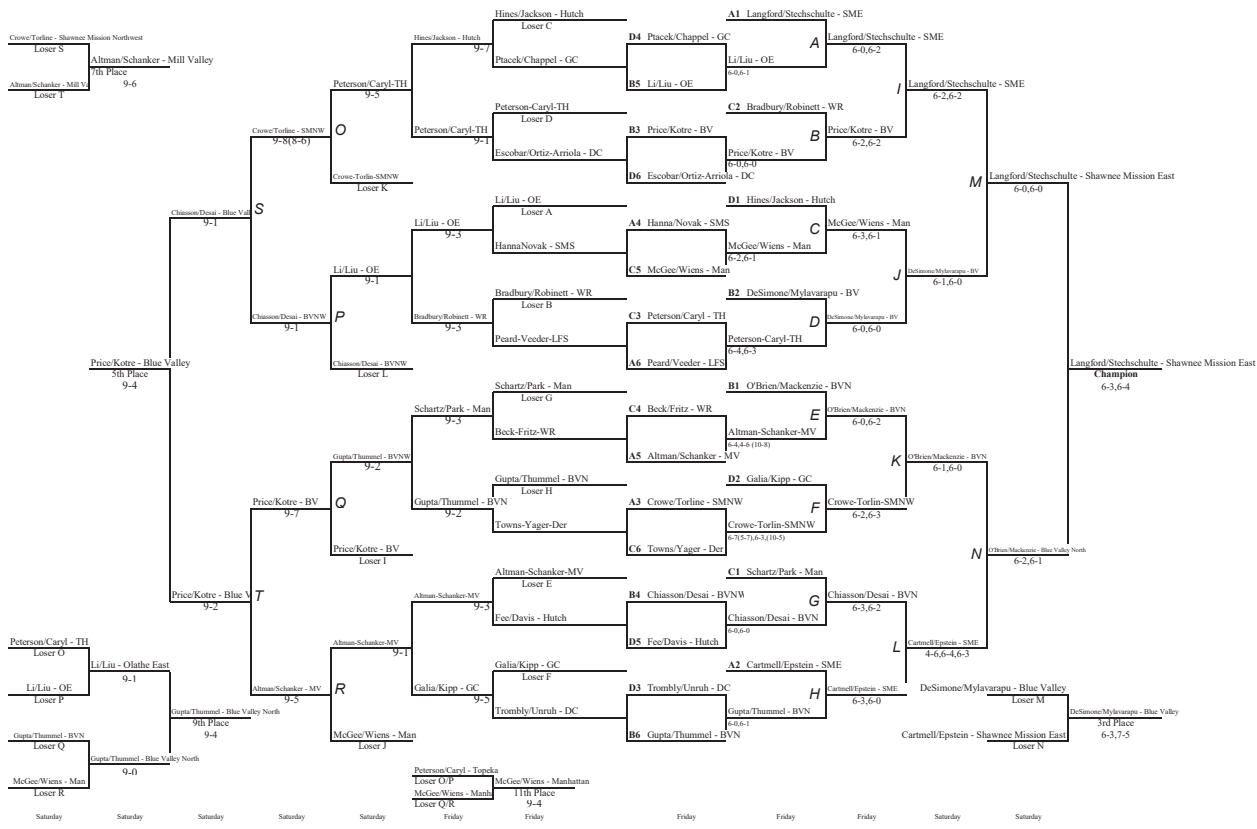 Crowe/Torline - Shawnee Mission Northwest
Loser S
Altman/Schanker - Mill Valley
7th Place
9-6
Altman/Schanker - Mill Va
Loser T
Crowe/Torline - SMNW
9-8(8-6)
S
Chiasson/Desai - Blue Vall
9-1
Chiasson/Desai - BVNW
9-1
Price/Kotre - Blue Valley
5th Place
9-4
Price/Kotre - BV
9-7
Price/Kotre - Blue V
9-2
T
Altman/Schanker - MV
9-5
Peterson/Caryl - TH
Loser O
Li/Liu - Olathe East
9-1
Li/Liu - OE
Loser P
Gupta/Thummel - Blue Valley North
9th Place
9-4
Gupta/Thummel - BVN
Loser Q
Gupta/Thummel - Blue Valley North
9-0
McGee/Wiens - Man
Loser R
Peterson/Caryl-TH
9-5
O
Crowe-Torlin-SMNW
Loser K
Li/Liu - OE
9-1
P
Chiasson/Desai - BVNW
Loser L
Gupta/Thummel - BVNW
9-2
Q
Price/Kotre - BV
Loser I
Altman-Schanker-MV
9-1
R
McGee/Wiens - Man
Loser J
Hines/Jackson - Hutch
9-7
Peterson/Caryl-TH
9-1
Li/Liu - OE
9-3
Bradbury/Robinett - WR
9-3
Schartz/Park - Man
9-3
Gupta/Thummel - BVN
9-2
Altman-Schanker-MV
9-3
Galia/Kipp - GC
9-5
Peterson/Caryl - Topeka
Loser O/P
McGee/Wiens - Manhattan
11th Place
9-4
McGee/Wiens - Manha
Loser Q/R
Hines/Jackson - Hutch
Loser C
Ptacek/Chappel - GC
Peterson-Caryl-TH
Loser D
Escobar/Ortiz-Arriola - DC
Li/Liu - OE
Loser A
HannaNovak - SMS
Bradbury/Robinett - WR
Loser B
Peard-Veeder-LFS
Schartz/Park - Man
Loser G
Beck-Fritz-WR
Gupta/Thummel - BVN
Loser H
Towns-Yager-Der
Altman-Schanker-MV
Loser E
Fee/Davis - Hutch
Galia/Kipp - GC
Loser F
Trombly/Unruh - DC
D4 Ptacek/Chappel - GC
B5 Li/Liu - OE
B3 Price/Kotre - BV
D6 Escobar/Ortiz-Arriola - DC
A4 Hanna/Novak - SMS
C5 McGee/Wiens - Man
C3 Peterson/Caryl - TH
A6 Peard/Veeder - LFS
C4 Beck/Fritz - WR
A5 Altman/Schanker - MV
A3 Crowe/Torline - SMNW
C6 Towns/Yager - Der
B4 Chiasson/Desai - BVNW
D5 Fee/Davis - Hutch
D3 Trombly/Unruh - DC
B6 Gupta/Thummel - BVN
A1 Langford/Stechschulte - SME
A
Li/Liu - OE
6-0,6-1
C2 Bradbury/Robinett - WR
B
Price/Kotre - BV
6-0,6-0
D1 Hines/Jackson - Hutch
C
McGee/Wiens - Man
6-2,6-1
B2 DeSimone/Mylavarapu - BV
D
Peterson-Caryl-TH
6-4,6-3
B1 O'Brien/Mackenzie - BVN
E
Altman-Schanker-MV
6-4,4-6 (10-8)
D2 Galia/Kipp - GC
F
Crowe-Torlin-SMNW
6-7(5-7),6-3,(10-5)
C1 Schartz/Park - Man
G
Chiasson/Desai - BVN
6-0,6-0
A2 Cartmell/Epstein - SME
H
Gupta/Thummel - BVN
6-0,6-1
Langford/Stechschulte - SME
6-0,6-2
I
Price/Kotre - BV
6-2,6-2
McGee/Wiens - Man
6-3,6-1
J
DeSimone/Mylavarapu - BV
6-0,6-0
O'Brien/Mackenzie - BVN
6-0,6-2
K
Crowe-Torlin-SMNW
6-2,6-3
Chiasson/Desai - BVN
6-3,6-2
L
Cartmell/Epstein - SME
6-3,6-0
Langford/Stechschulte - SME
6-2,6-2
M
DeSimone/Mylavarapu - BV
6-1,6-0
O'Brien/Mackenzie - BVN
6-1,6-0
N
Cartmell/Epstein - SME
4-6,6-4,6-3
Langford/Stechschulte - Shawnee Mission East
6-0,6-0
O'Brien/Mackenzie - Blue Valley North
6-2,6-1
Langford/Stechschulte - Shawnee Mission East
Champion
6-3,6-4
DeSimone/Mylavarapu - Blue Valley
Loser M
DeSimone/Mylavarapu - Blue Valley
3rd Place
6-3,7-5
Cartmell/Epstein - Shawnee Mission East
Loser N
Saturday Saturday Saturday Saturday Saturday Friday Friday Friday Friday Friday Saturday Saturday